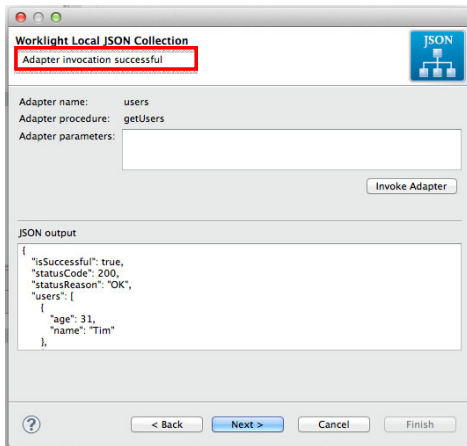 Worklight Local JSON Collection
Adapter invocation successful
JSON
Adapter name: users
Adapter procedure: getUsers
Adapter parameters:
Invoke Adapter
JSON output
{
"isSuccessful": true,
"statusCode": 200,
"statusReason": "OK",
"users": [
{
"age": 31,
"name": "Tim"
},
?
< Back Next > Cancel Finish